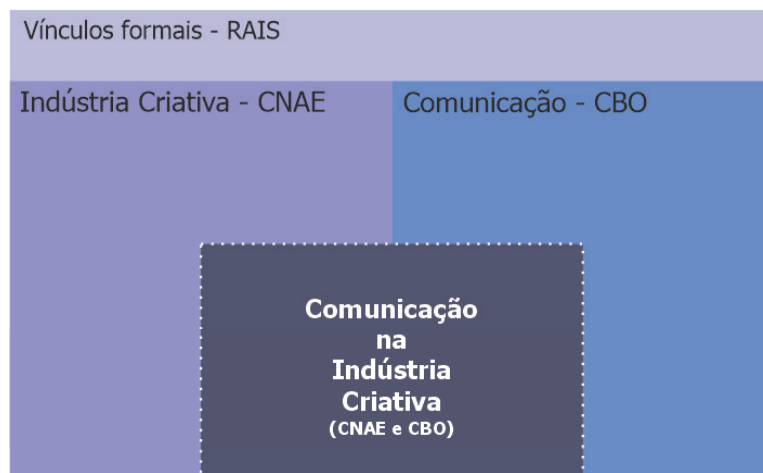 Vínculos formais - RAIS
Indústria Criativa - CNAE
Comunicação - CBO
Comunicação
na
Indústria
Criativa
(CNAE e CBO)